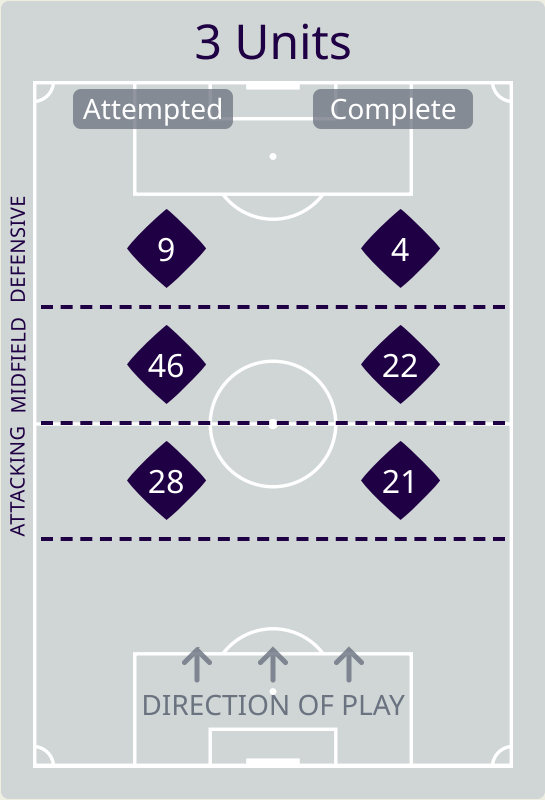 3 Units
Attempted Complete
DEFENSIVE
9 4
MIDFIELD
46 22
ATTACKING
28 21
DIRECTION OF PLAY